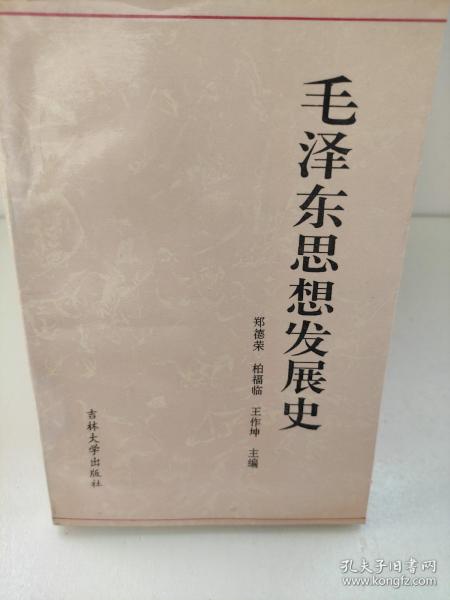 毛泽东思想发展史
郑德荣 柏福临 王作坤 主编
吉林大学出版社
孔夫子旧书网
www.kongfz.com